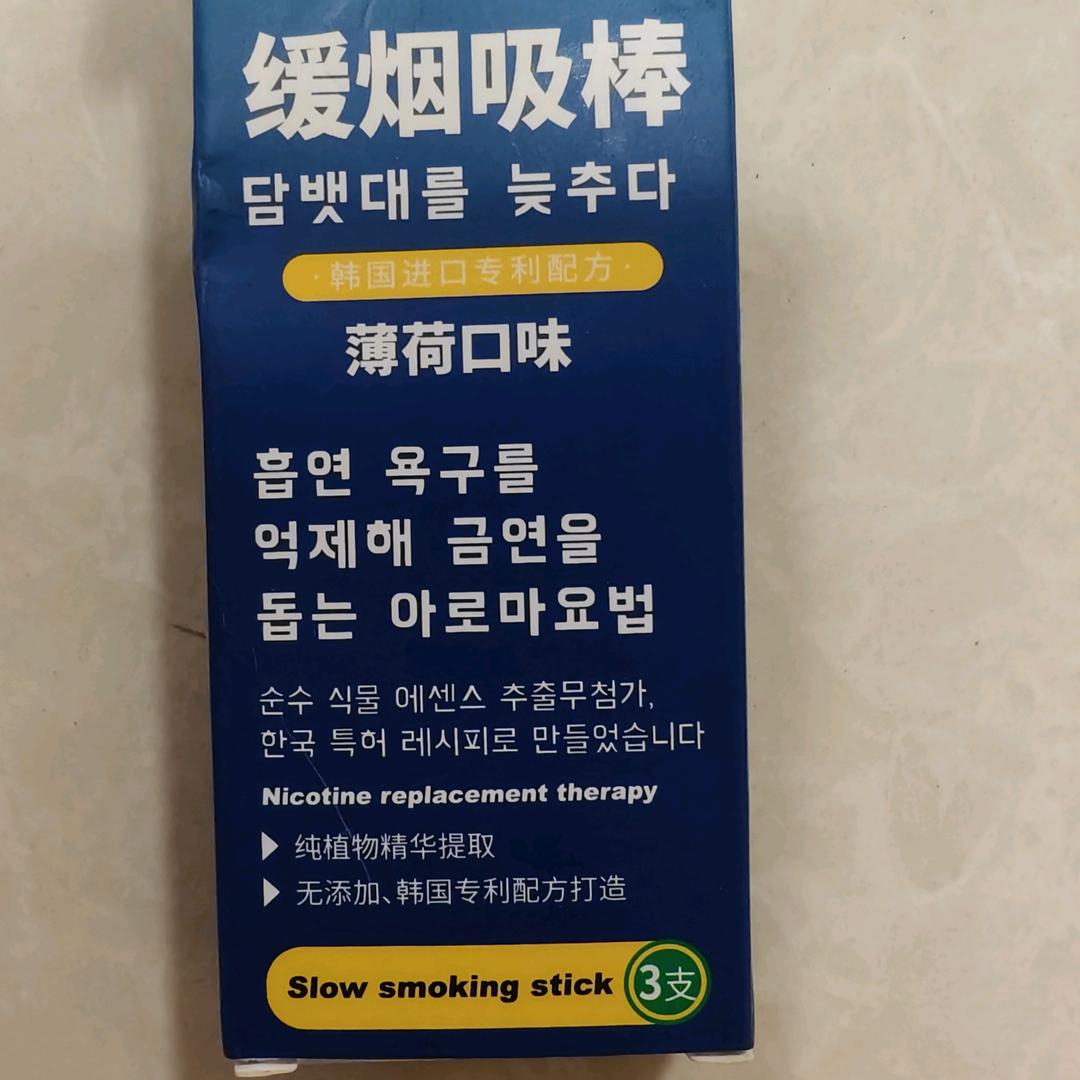 缓烟吸棒
담뱃대를 늦추다
·韩国进口专利配方·
薄荷口味
흡연 욕구를
억제해 금연을
돕는 아로마요법
순수 식물 에센스 추출무첨가,
한국 특허 레시피로 만들었습니다
Nicotine replacement therapy
纯植物精华提取
无添加、韩国专利配方打造
Slow smoking stick 3支